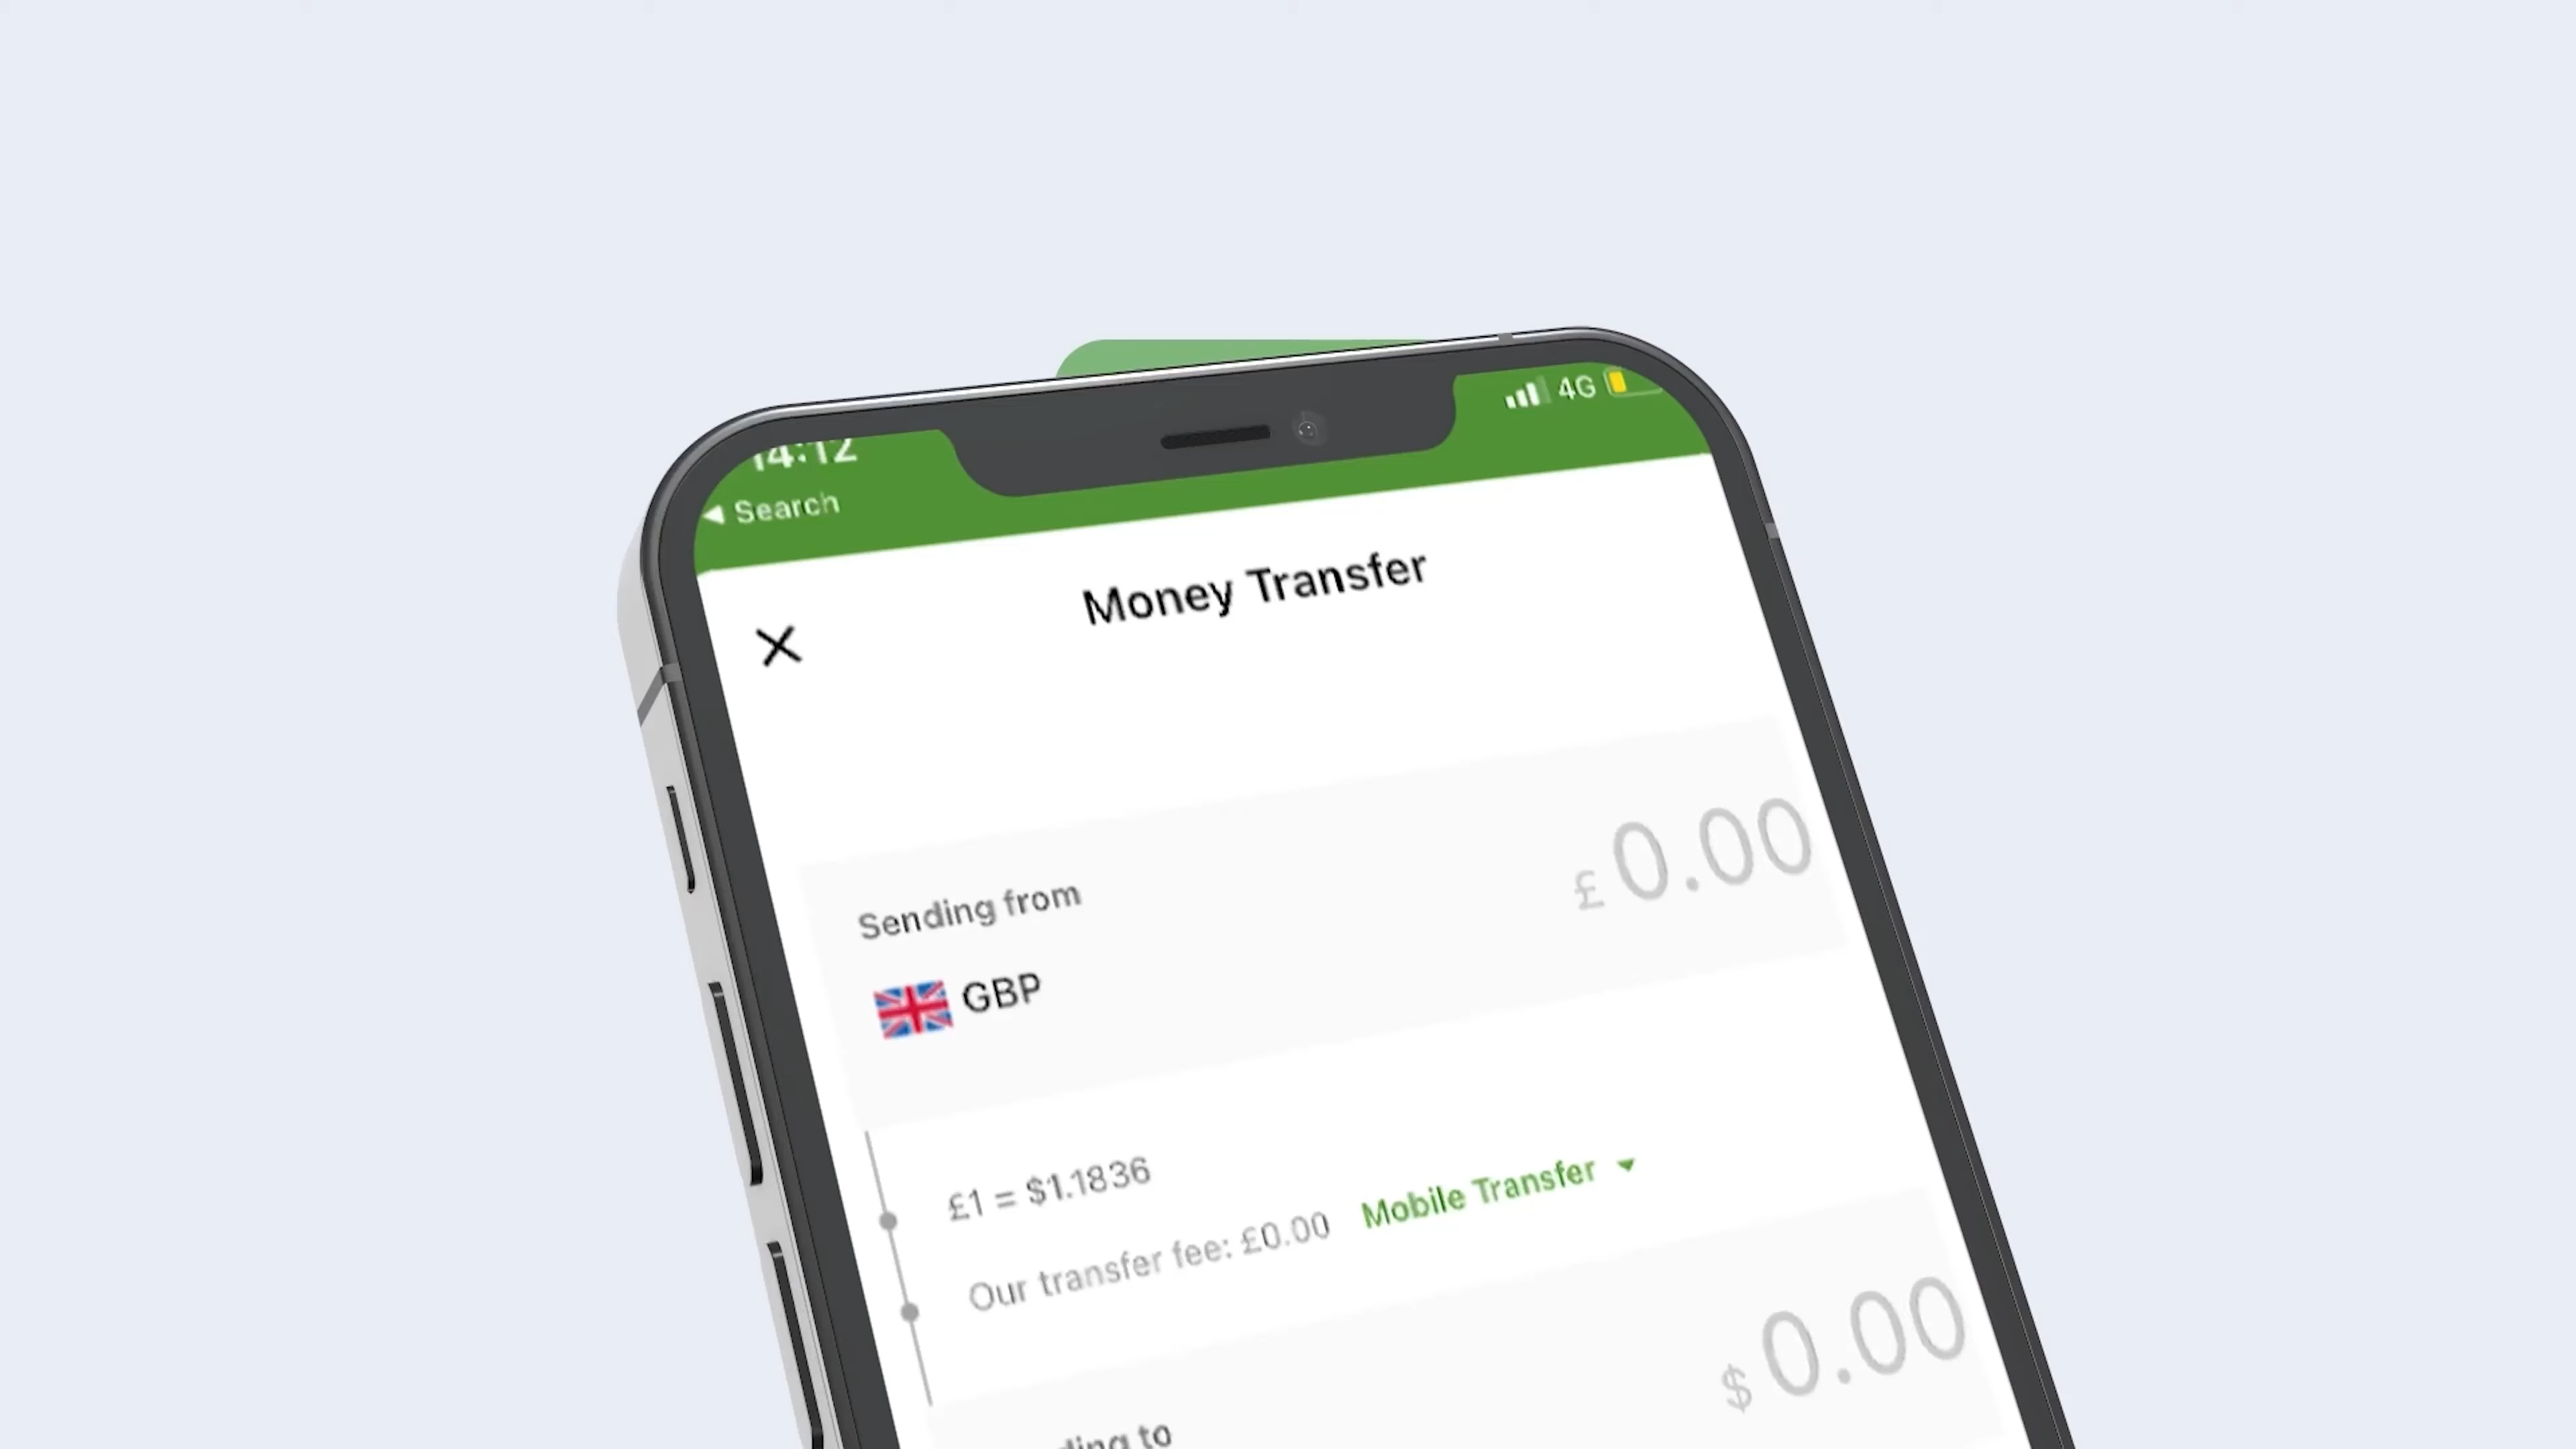 14:12
4G
Search
Money Transfer
Sending from
£ 0.00
GBP
£1 = $1.1836
Our transfer fee: £0.00
Mobile Transfer
$ 0.00
to